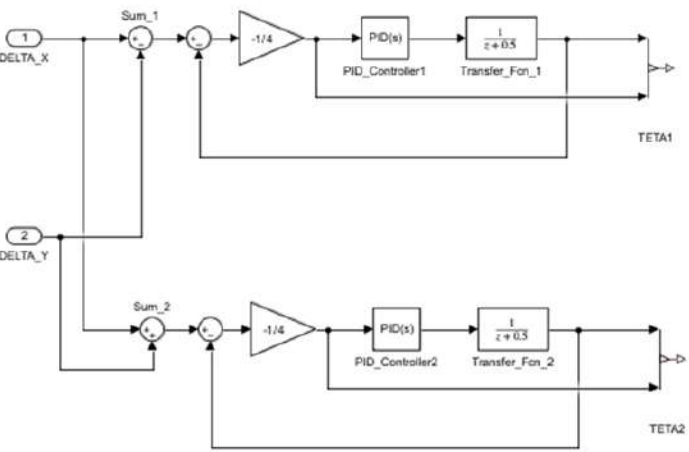 Sum_1
1
+
-
+
-
-1/4
PID(s)
1
z + 0.5
DELTA_X
PID_Controller1
Transfer_Fcn_1
TETA1
2
DELTA_Y
Sum_2
+
+
+
-
-1/4
PID(s)
1
z + 0.5
PID_Controller2
Transfer_Fcn_2
TETA2